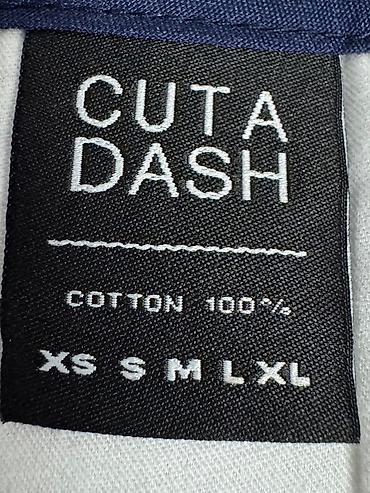 CUTA
DASH
COTTON 100%
XS S M L XL